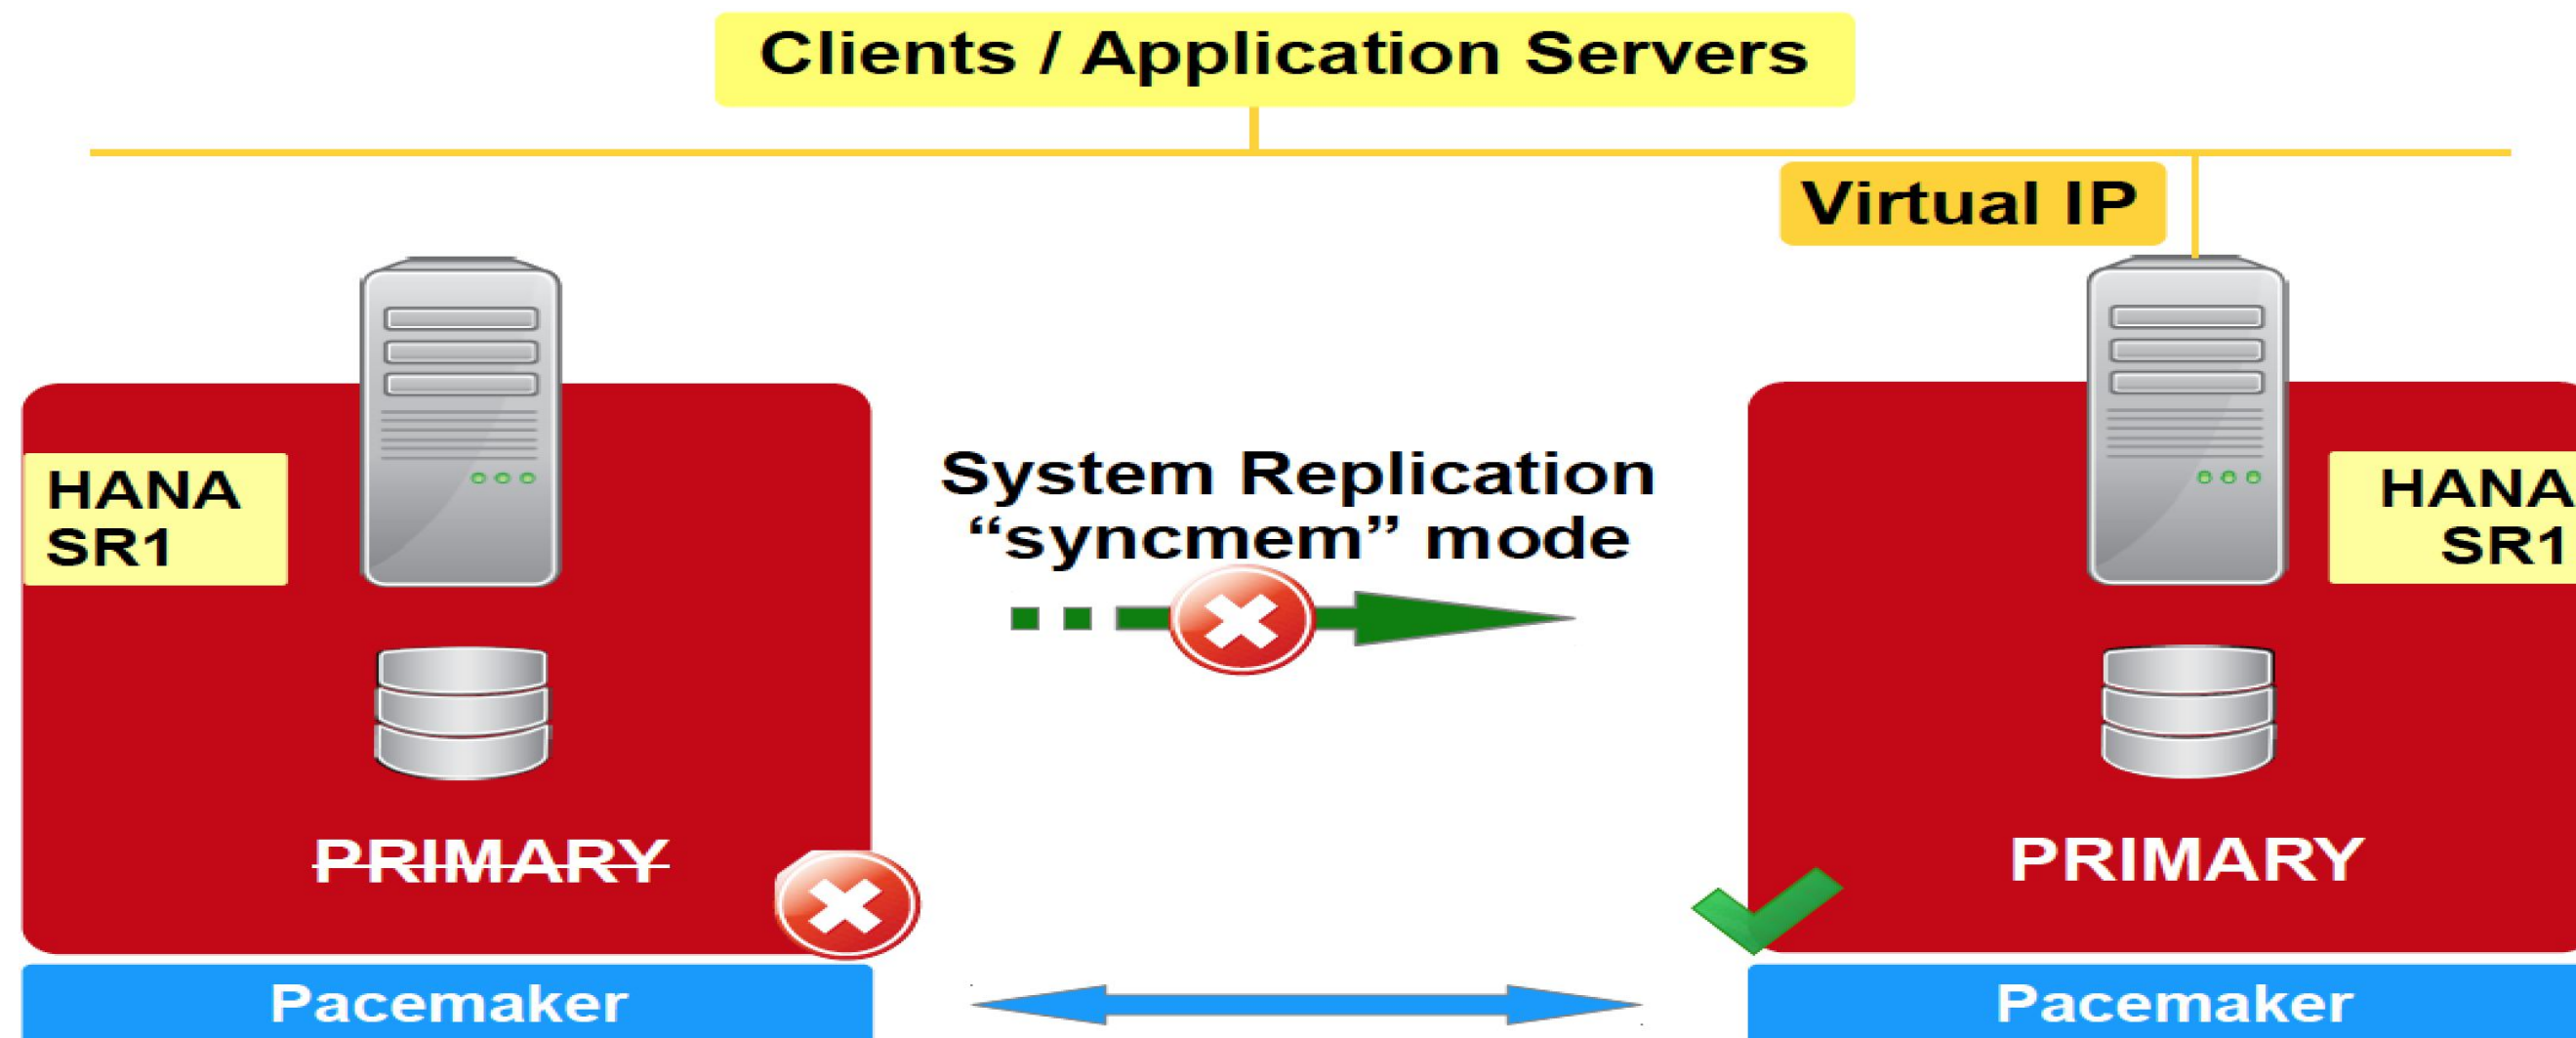 Clients / Application Servers
Virtual IP
HANA
SR1
System Replication
“syncmem” mode
HANA
SR1
PRIMARY
PRIMARY
Pacemaker
Pacemaker